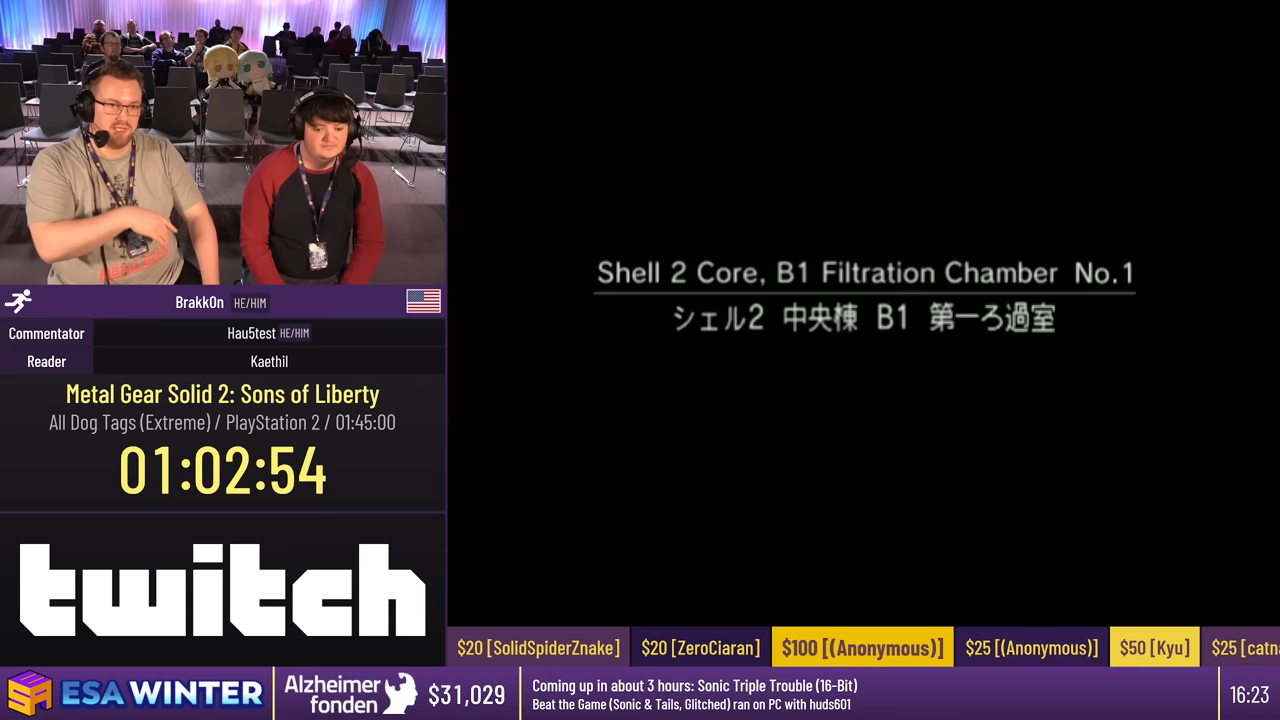 Shell 2 Core, B1 Filtration Chamber No.1
シェル2 中央棟 B1 第一ろ過室
BrakkOn HE/HIM
Commentator Hau5test HE/HIM
Reader Kaethil
Metal Gear Solid 2: Sons of Liberty
All Dog Tags (Extreme) / PlayStation 2 / 01:45:00
01:02:54
twitch
$20 [SolidSpiderZnake] $20 [ZeroCiaran] $100 [(Anonymous)] $25 [(Anonymous)] $50 [Kyu] $25 [catna
ESA WINTER
Alzheimer
fonden
$31,029
Coming up in about 3 hours: Sonic Triple Trouble (16-Bit)
Beat the Game (Sonic & Tails, Glitched) ran on PC with huds601
16:23